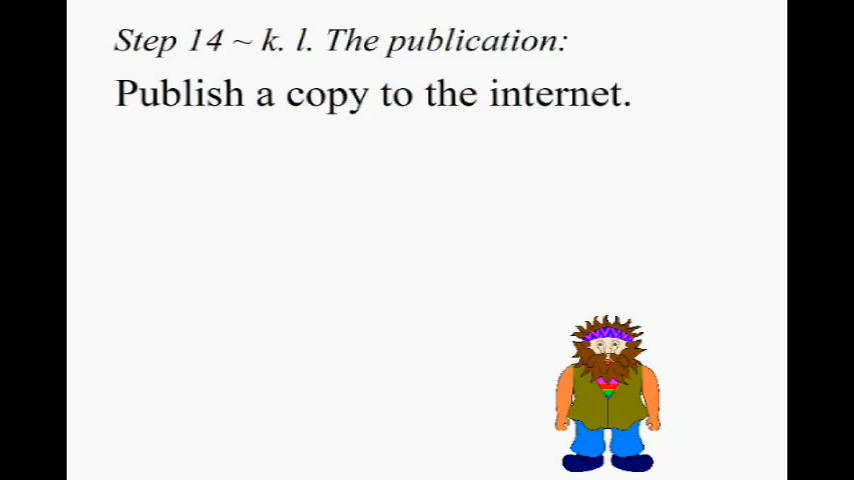 Step 14 ~ k. l. The publication:
Publish a copy to the internet.